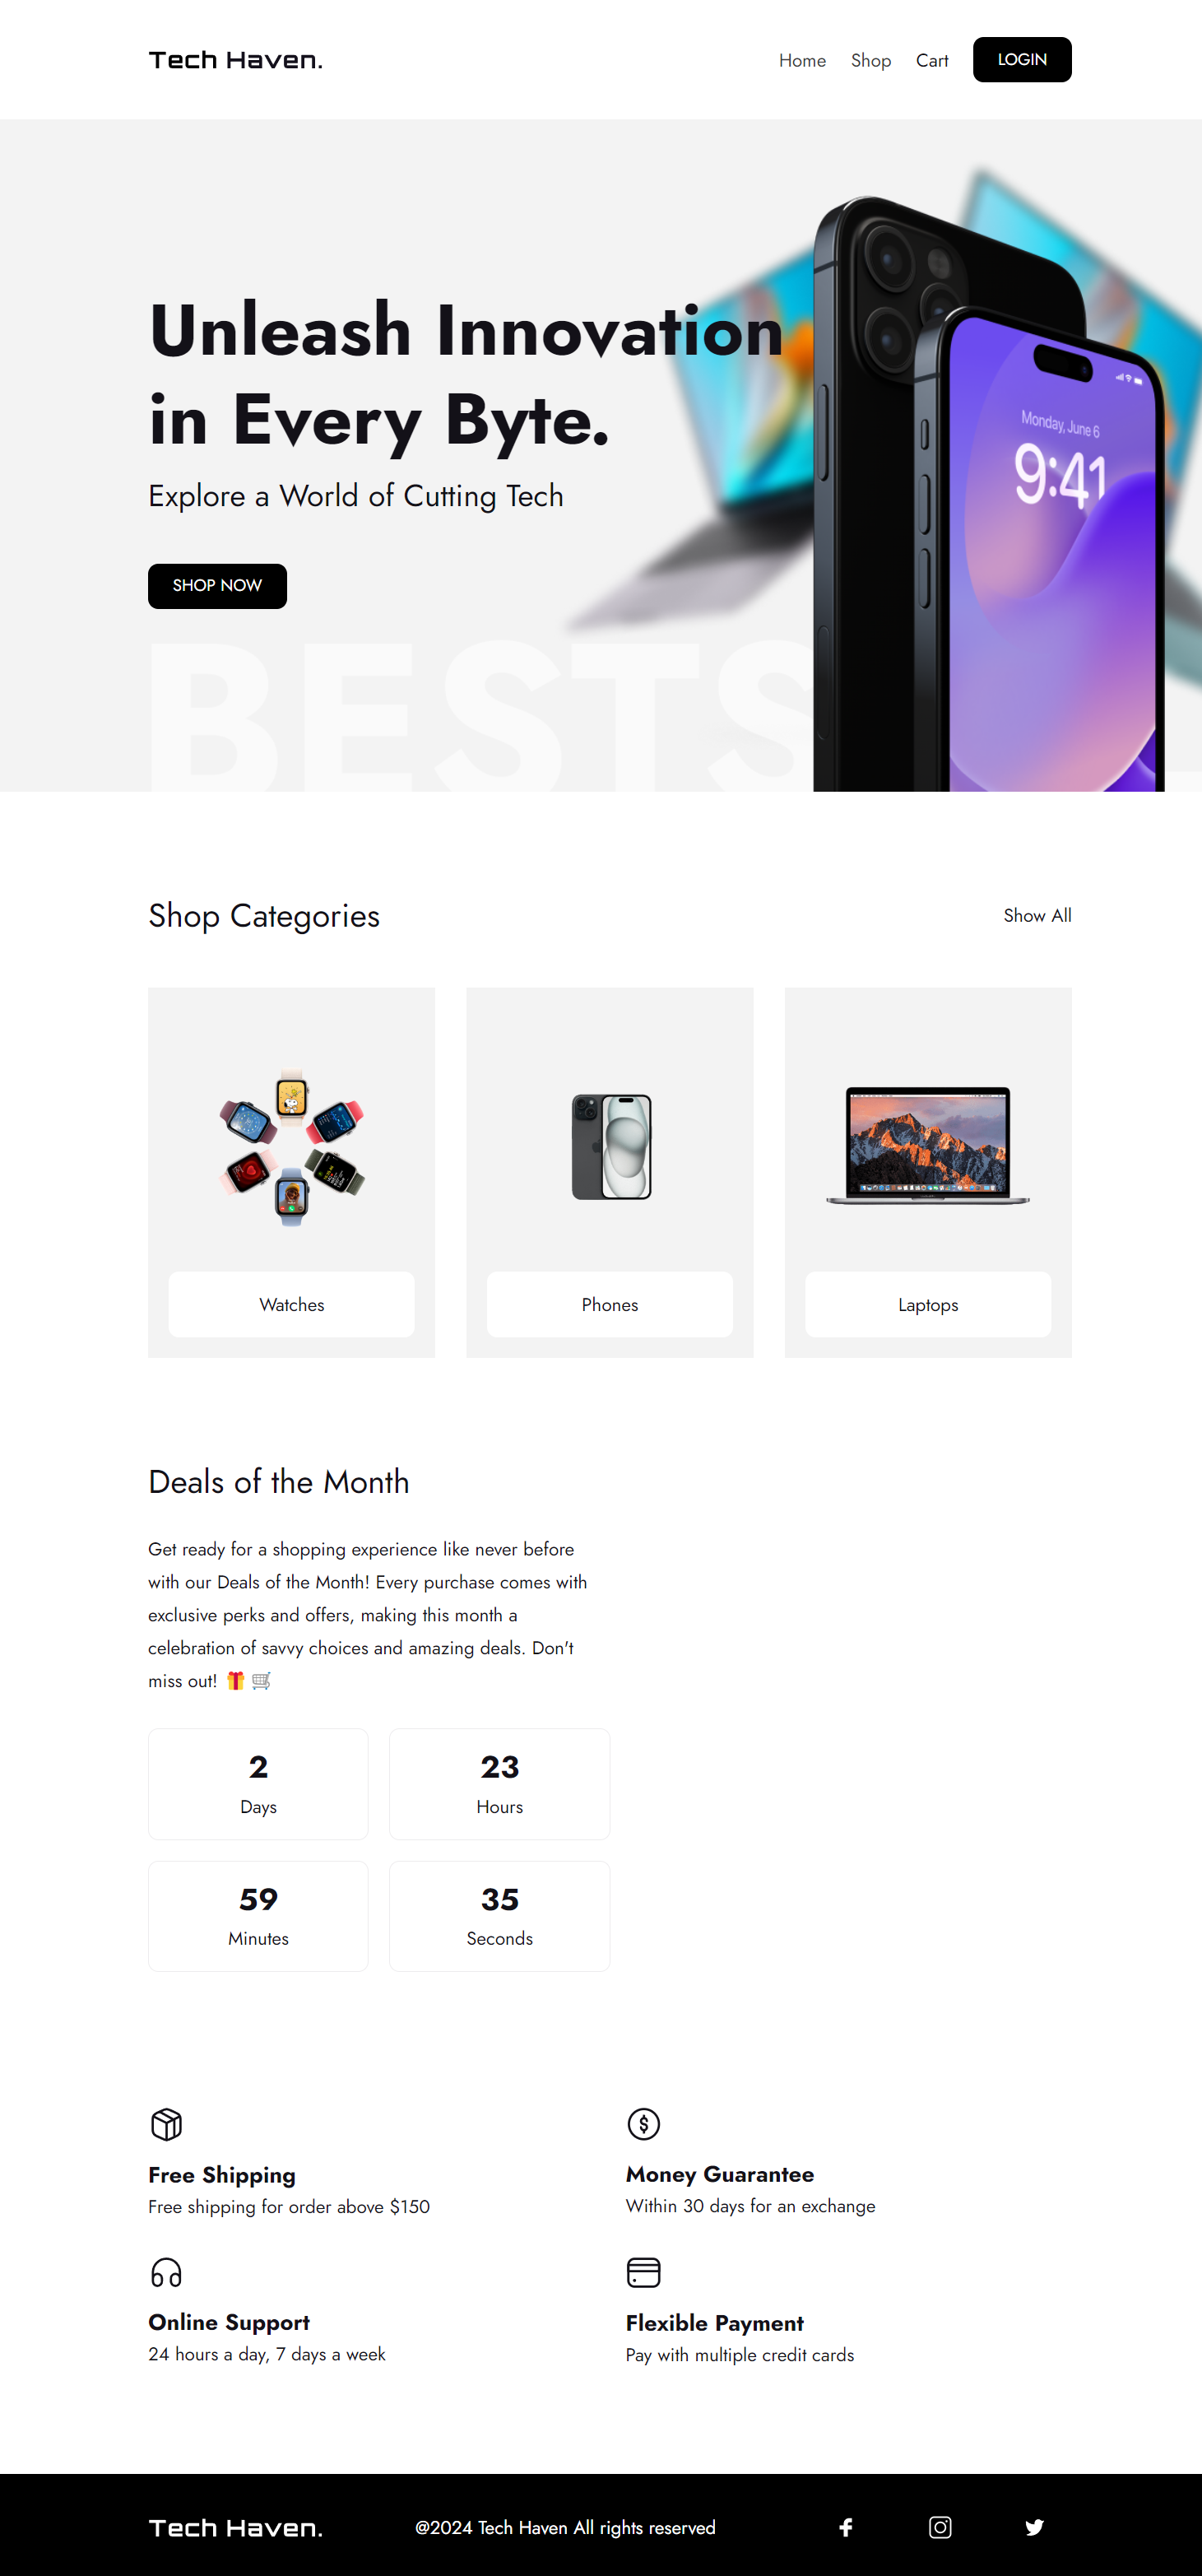 Tech Haven.
Home Shop Cart LOGIN
Unleash Innovation
in Every Byte.
Explore a World of Cutting Tech
SHOP NOW
Monday, June 6
9:41
BESTS
Shop Categories
Show All
Watches
Phones
Laptops
Deals of the Month
Get ready for a shopping experience like never before
with our Deals of the Month! Every purchase comes with
exclusive perks and offers, making this month a
celebration of savvy choices and amazing deals. Don't
miss out! 🎁 🛒
2
Days
23
Hours
59
Minutes
35
Seconds
Free Shipping
Free shipping for order above $150
Money Guarantee
Within 30 days for an exchange
Online Support
24 hours a day, 7 days a week
Flexible Payment
Pay with multiple credit cards
Tech Haven.
@2024 Tech Haven All rights reserved